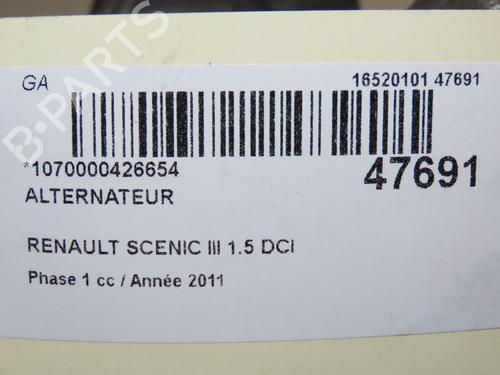 GA
16520101 47691
*1070000426654
47691
ALTERNATEUR
RENAULT SCENIC III 1.5 DCI
Phase 1 cc / Année 2011
B-PARTS